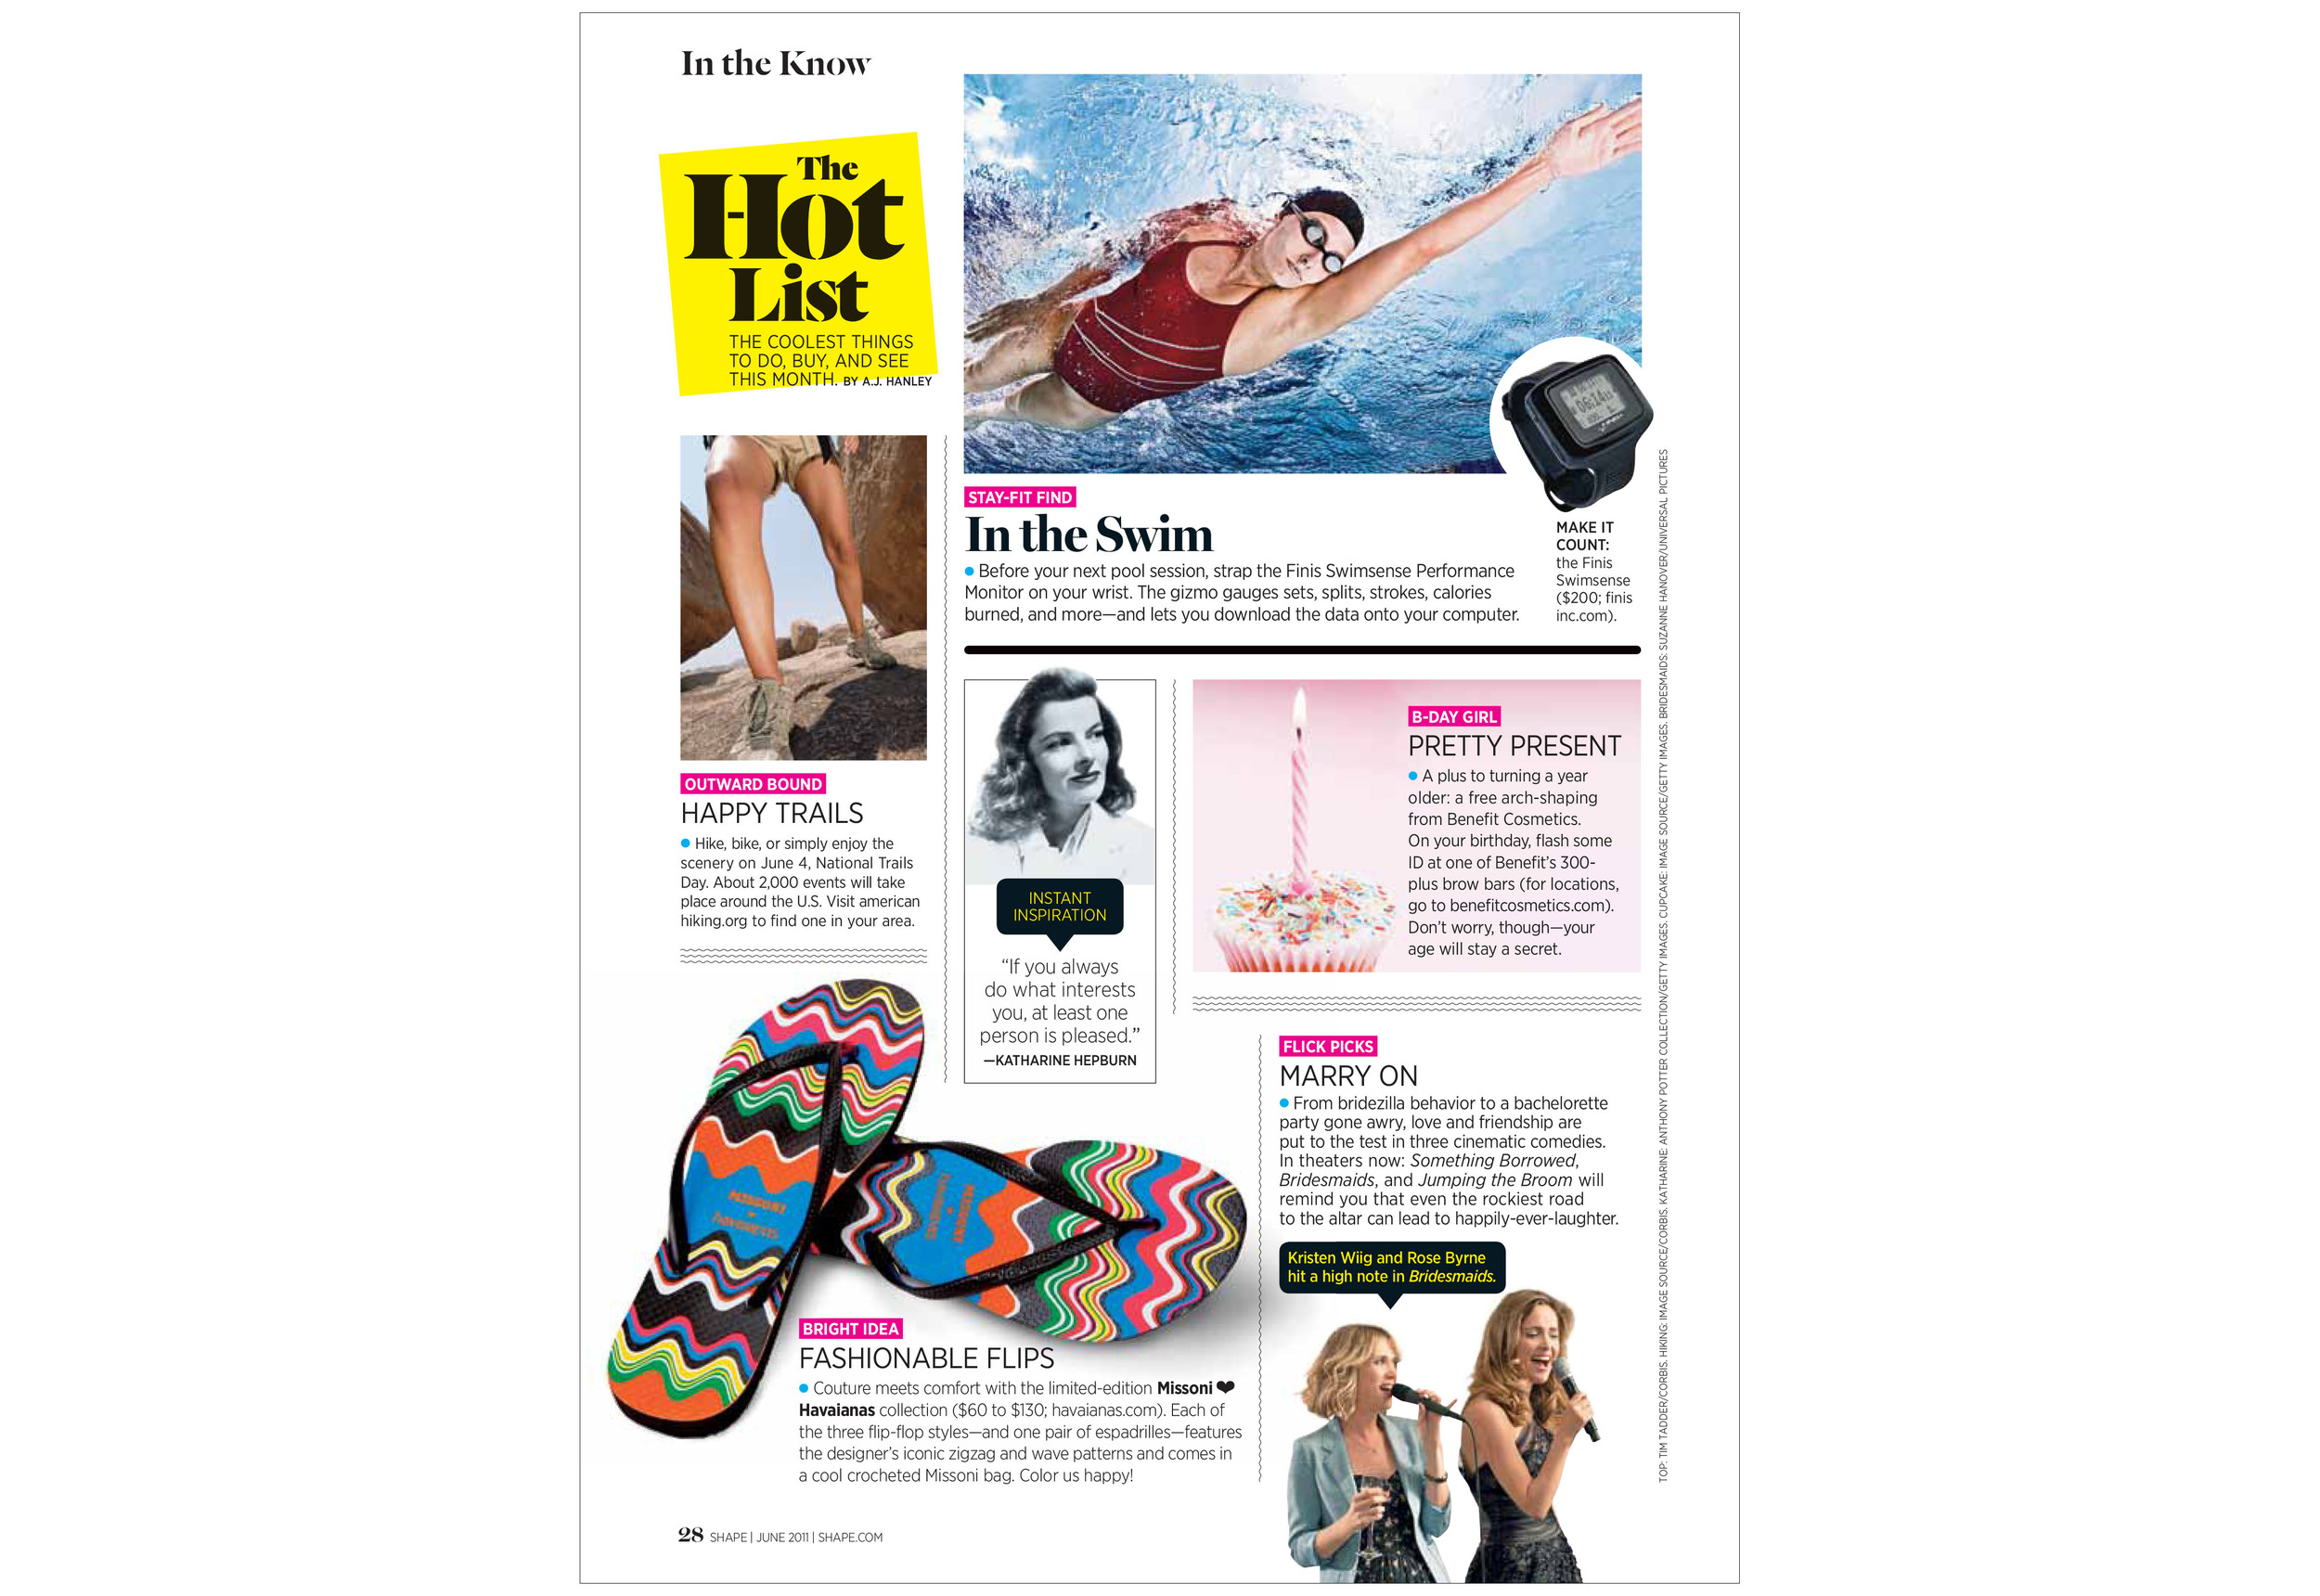 In the Know
The
Hot
List
THE COOLEST THINGS
TO DO, BUY, AND SEE
THIS MONTH. BY A.J. HANLEY
STAY-FIT FIND
In the Swim
● Before your next pool session, strap the Finis Swimsense Performance
Monitor on your wrist. The gizmo gauges sets, splits, strokes, calories
burned, and more—and lets you download the data onto your computer.
MAKE IT
COUNT:
the Finis
Swimsense
($200; finis
inc.com).
OUTWARD BOUND
HAPPY TRAILS
● Hike, bike, or simply enjoy the
scenery on June 4, National Trails
Day. About 2,000 events will take
place around the U.S. Visit american
hiking.org to find one in your area.
INSTANT
INSPIRATION
“If you always
do what interests
you, at least one
person is pleased.”
—KATHARINE HEPBURN
B-DAY GIRL
PRETTY PRESENT
● A plus to turning a year
older: a free arch-shaping
from Benefit Cosmetics.
On your birthday, flash some
ID at one of Benefit’s 300-
plus brow bars (for locations,
go to benefitcosmetics.com).
Don’t worry, though—your
age will stay a secret.
FLICK PICKS
MARRY ON
● From bridezilla behavior to a bachelorette
party gone awry, love and friendship are
put to the test in three cinematic comedies.
In theaters now: Something Borrowed,
Bridesmaids, and Jumping the Broom will
remind you that even the rockiest road
to the altar can lead to happily-ever-laughter.
Kristen Wiig and Rose Byrne
hit a high note in Bridesmaids.
MISSONI
havaianas
MISSONI
havaianas
BRIGHT IDEA
FASHIONABLE FLIPS
● Couture meets comfort with the limited-edition Missoni ♥
Havaianas collection ($60 to $130; havaianas.com). Each of
the three flip-flop styles—and one pair of espadrilles—features
the designer’s iconic zigzag and wave patterns and comes in
a cool crocheted Missoni bag. Color us happy!
28 SHAPE | JUNE 2011 | SHAPE.COM
TOP: TIM TADDER/CORBIS. HIKING: IMAGE SOURCE/CORBIS. KATHARINE: ANTHONY POTTER COLLECTION/GETTY IMAGES. CUPCAKE: IMAGE SOURCE/GETTY IMAGES. BRIDESMAIDS: SUZANNE HANOVER/UNIVERSAL PICTURES